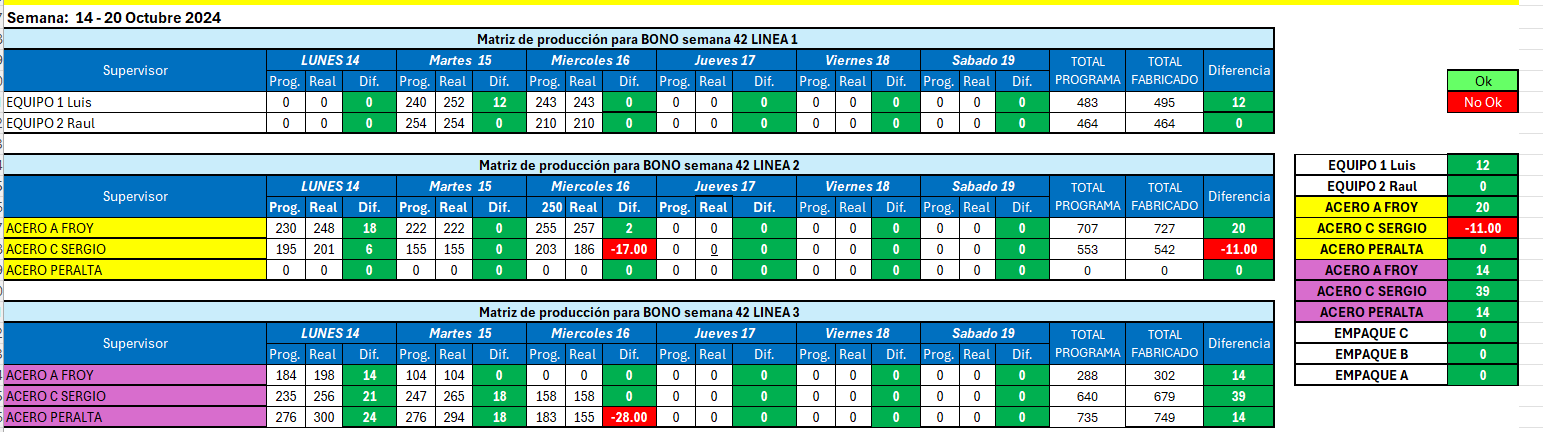 Semana: 14 - 20 Octubre 2024
Matriz de producción para BONO semana 42 LINEA 1
Supervisor LUNES 14 Martes 15 Miercoles 16 Jueves 17 Viernes 18 Sabado 19 TOTAL PROGRAMA TOTAL FABRICADO Diferencia
Prog. Real Dif. Prog. Real Dif. Prog. Real Dif. Prog. Real Dif. Prog. Real Dif. Prog. Real Dif.
EQUIPO 1 Luis 0 0 0 240 252 12 243 243 0 0 0 0 0 0 0 0 0 0 483 495 12
EQUIPO 2 Raul 0 0 0 254 254 0 210 210 0 0 0 0 0 0 0 0 0 0 464 464 0
Ok
No Ok
Matriz de producción para BONO semana 42 LINEA 2
Supervisor LUNES 14 Martes 15 Miercoles 16 Jueves 17 Viernes 18 Sabado 19 TOTAL PROGRAMA TOTAL FABRICADO Diferencia
Prog. Real Dif. Prog. Real Dif. 250 Real Dif. Prog. Real Dif. Prog. Real Dif. Prog. Real Dif.
ACERO A FROY 230 248 18 222 222 0 255 257 2 0 0 0 0 0 0 0 0 0 707 727 20
ACERO C SERGIO 195 201 6 155 155 0 203 186 -17.00 0 0 0 0 0 0 0 0 0 553 542 -11.00
ACERO PERALTA 0 0 0 0 0 0 0 0 0 0 0 0 0 0 0 0 0 0 0 0 0
Matriz de producción para BONO semana 42 LINEA 3
Supervisor LUNES 14 Martes 15 Miercoles 16 Jueves 17 Viernes 18 Sabado 19 TOTAL PROGRAMA TOTAL FABRICADO Diferencia
Prog. Real Dif. Prog. Real Dif. Prog. Real Dif. Prog. Real Dif. Prog. Real Dif. Prog. Real Dif.
ACERO A FROY 184 198 14 104 104 0 0 0 0 0 0 0 0 0 0 0 0 0 288 302 14
ACERO C SERGIO 235 256 21 247 265 18 158 158 0 0 0 0 0 0 0 0 0 0 640 679 39
ACERO PERALTA 276 300 24 276 294 18 183 155 -28.00 0 0 0 0 0 0 0 0 0 735 749 14
EQUIPO 1 Luis 12
EQUIPO 2 Raul 0
ACERO A FROY 20
ACERO C SERGIO -11.00
ACERO PERALTA 0
ACERO A FROY 14
ACERO C SERGIO 39
ACERO PERALTA 14
EMPAQUE C 0
EMPAQUE B 0
EMPAQUE A 0